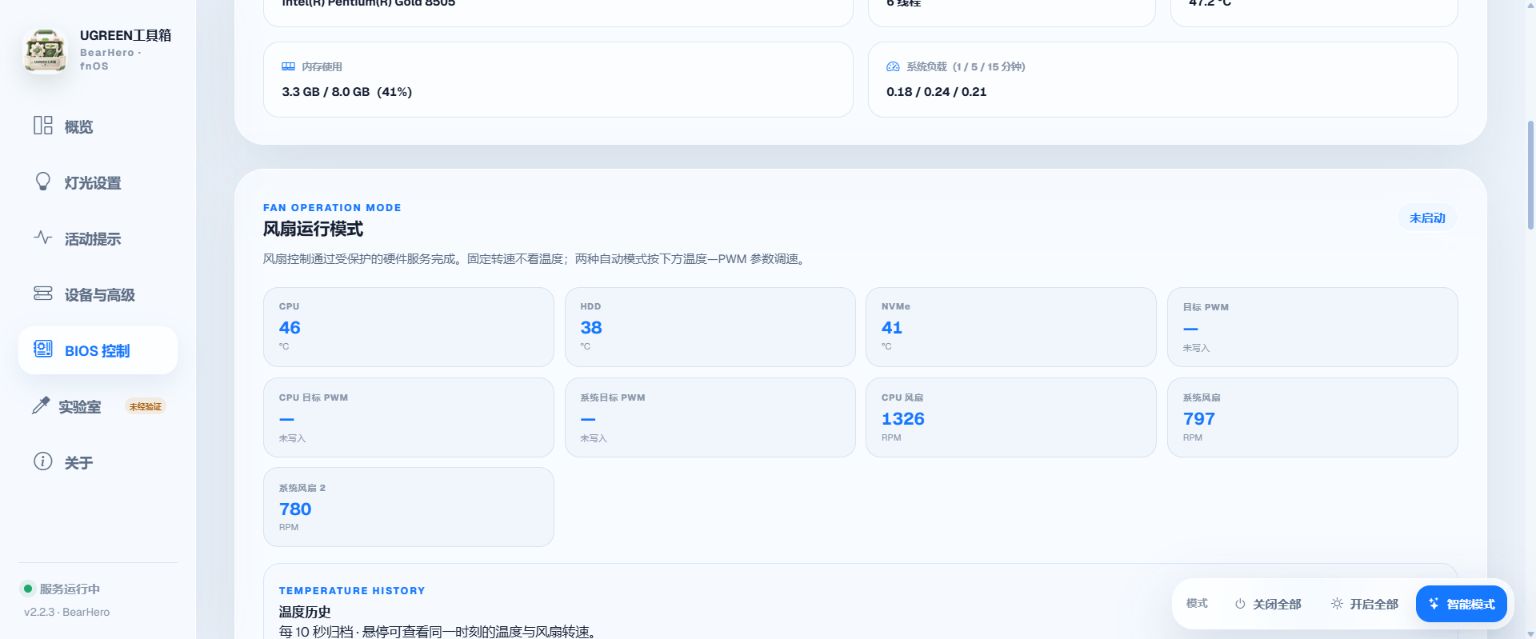 UGREEN工具箱
BearHero ·
fnOS
概览
灯光设置
活动提示
设备与高级
BIOS 控制
实验室
未经验证
关于
服务运行中
v2.2.3 · BearHero
Intel(R) Pentium(R) Gold 8505
6 线程
47.2 °C
内存使用
3.3 GB / 8.0 GB（41%）
系统负载（1 / 5 / 15 分钟）
0.18 / 0.24 / 0.21
FAN OPERATION MODE
风扇运行模式
未启动
风扇控制通过受保护的硬件服务完成。固定转速不看温度；两种自动模式按下方温度—PWM 参数调速。
CPU
46
°C
HDD
38
°C
NVMe
41
°C
目标 PWM
—
未写入
CPU 目标 PWM
—
未写入
系统目标 PWM
—
未写入
CPU 风扇
1326
RPM
系统风扇
797
RPM
系统风扇 2
780
RPM
TEMPERATURE HISTORY
温度历史
每 10 秒归档 · 悬停可查看同一时刻的温度与风扇转速。
模式
关闭全部
开启全部
智能模式